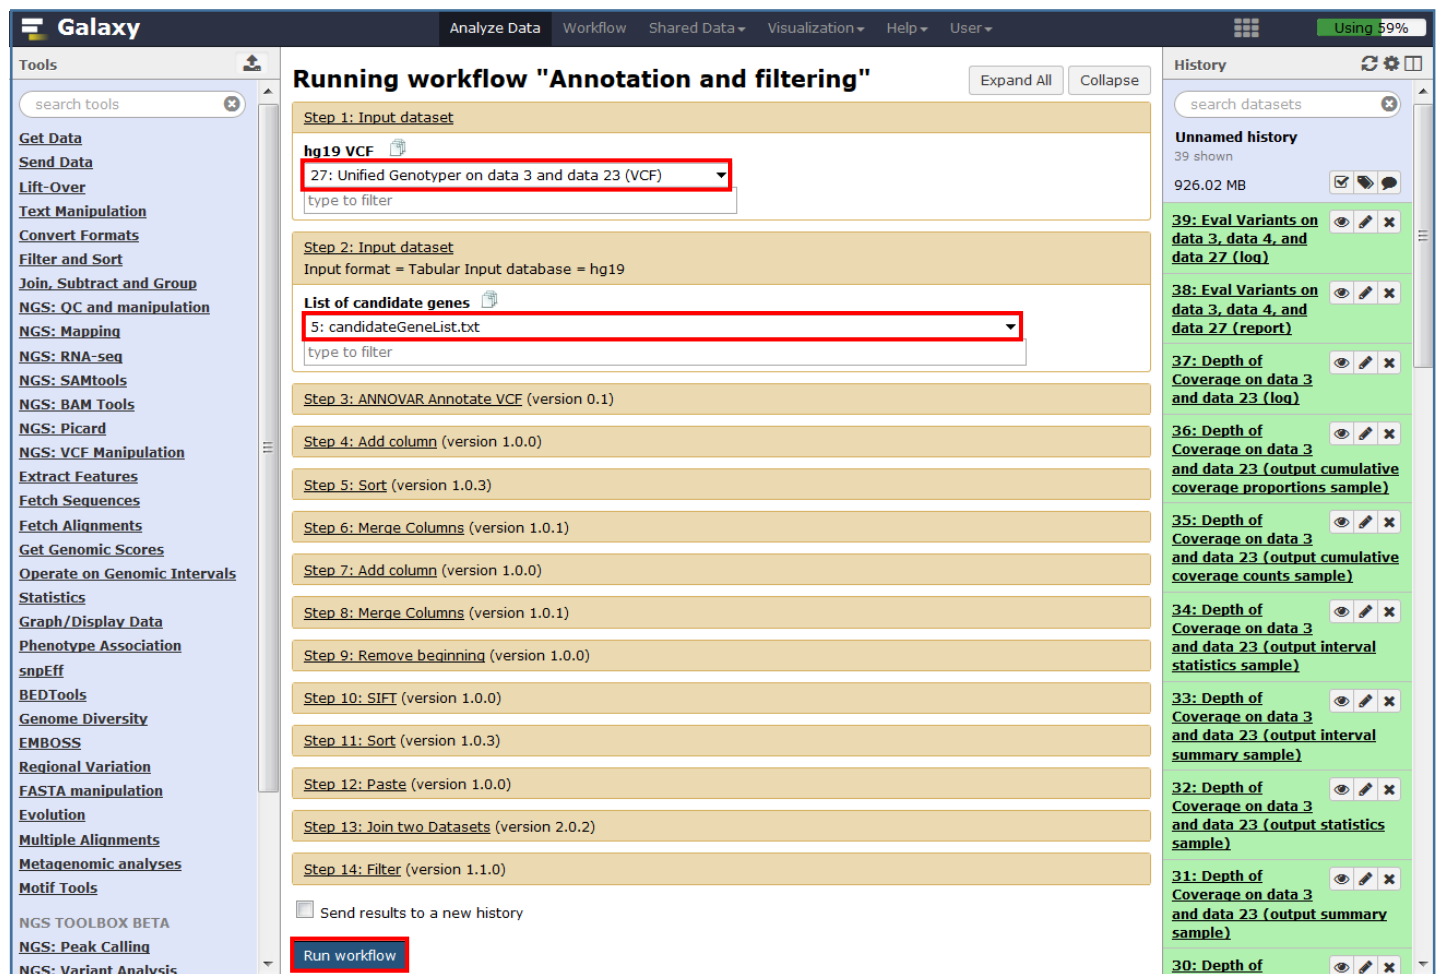 Galaxy
Analyze Data Workflow Shared Data Visualization Help User
Using 59%
Tools
search tools
Get Data
Send Data
Lift-Over
Text Manipulation
Convert Formats
Filter and Sort
Join, Subtract and Group
NGS: QC and manipulation
NGS: Mapping
NGS: RNA-seq
NGS: SAMtools
NGS: BAM Tools
NGS: Picard
NGS: VCF Manipulation
Extract Features
Fetch Sequences
Fetch Alignments
Get Genomic Scores
Operate on Genomic Intervals
Statistics
Graph/Display Data
Phenotype Association
snpEff
BEDTools
Genome Diversity
EMBOSS
Regional Variation
FASTA manipulation
Evolution
Multiple Alignments
Metagenomic analyses
Motif Tools
NGS TOOLBOX BETA
NGS: Peak Calling
NGS: Variant Analysis
Running workflow "Annotation and filtering"
Expand All Collapse
Step 1: Input dataset
hg19 VCF
27: Unified Genotyper on data 3 and data 23 (VCF)
type to filter
Step 2: Input dataset
Input format = Tabular Input database = hg19
List of candidate genes
5: candidateGeneList.txt
type to filter
Step 3: ANNOVAR Annotate VCF (version 0.1)
Step 4: Add column (version 1.0.0)
Step 5: Sort (version 1.0.3)
Step 6: Merge Columns (version 1.0.1)
Step 7: Add column (version 1.0.0)
Step 8: Merge Columns (version 1.0.1)
Step 9: Remove beginning (version 1.0.0)
Step 10: SIFT (version 1.0.0)
Step 11: Sort (version 1.0.3)
Step 12: Paste (version 1.0.0)
Step 13: Join two Datasets (version 2.0.2)
Step 14: Filter (version 1.1.0)
Send results to a new history
Run workflow
History
search datasets
Unnamed history
39 shown
926.02 MB
39: Eval Variants on
data 3, data 4, and
data 27 (log)
38: Eval Variants on
data 3, data 4, and
data 27 (report)
37: Depth of
Coverage on data 3
and data 23 (log)
36: Depth of
Coverage on data 3
and data 23 (output cumulative
coverage proportions sample)
35: Depth of
Coverage on data 3
and data 23 (output cumulative
coverage counts sample)
34: Depth of
Coverage on data 3
and data 23 (output interval
statistics sample)
33: Depth of
Coverage on data 3
and data 23 (output interval
summary sample)
32: Depth of
Coverage on data 3
and data 23 (output statistics
sample)
31: Depth of
Coverage on data 3
and data 23 (output summary
sample)
30: Depth of